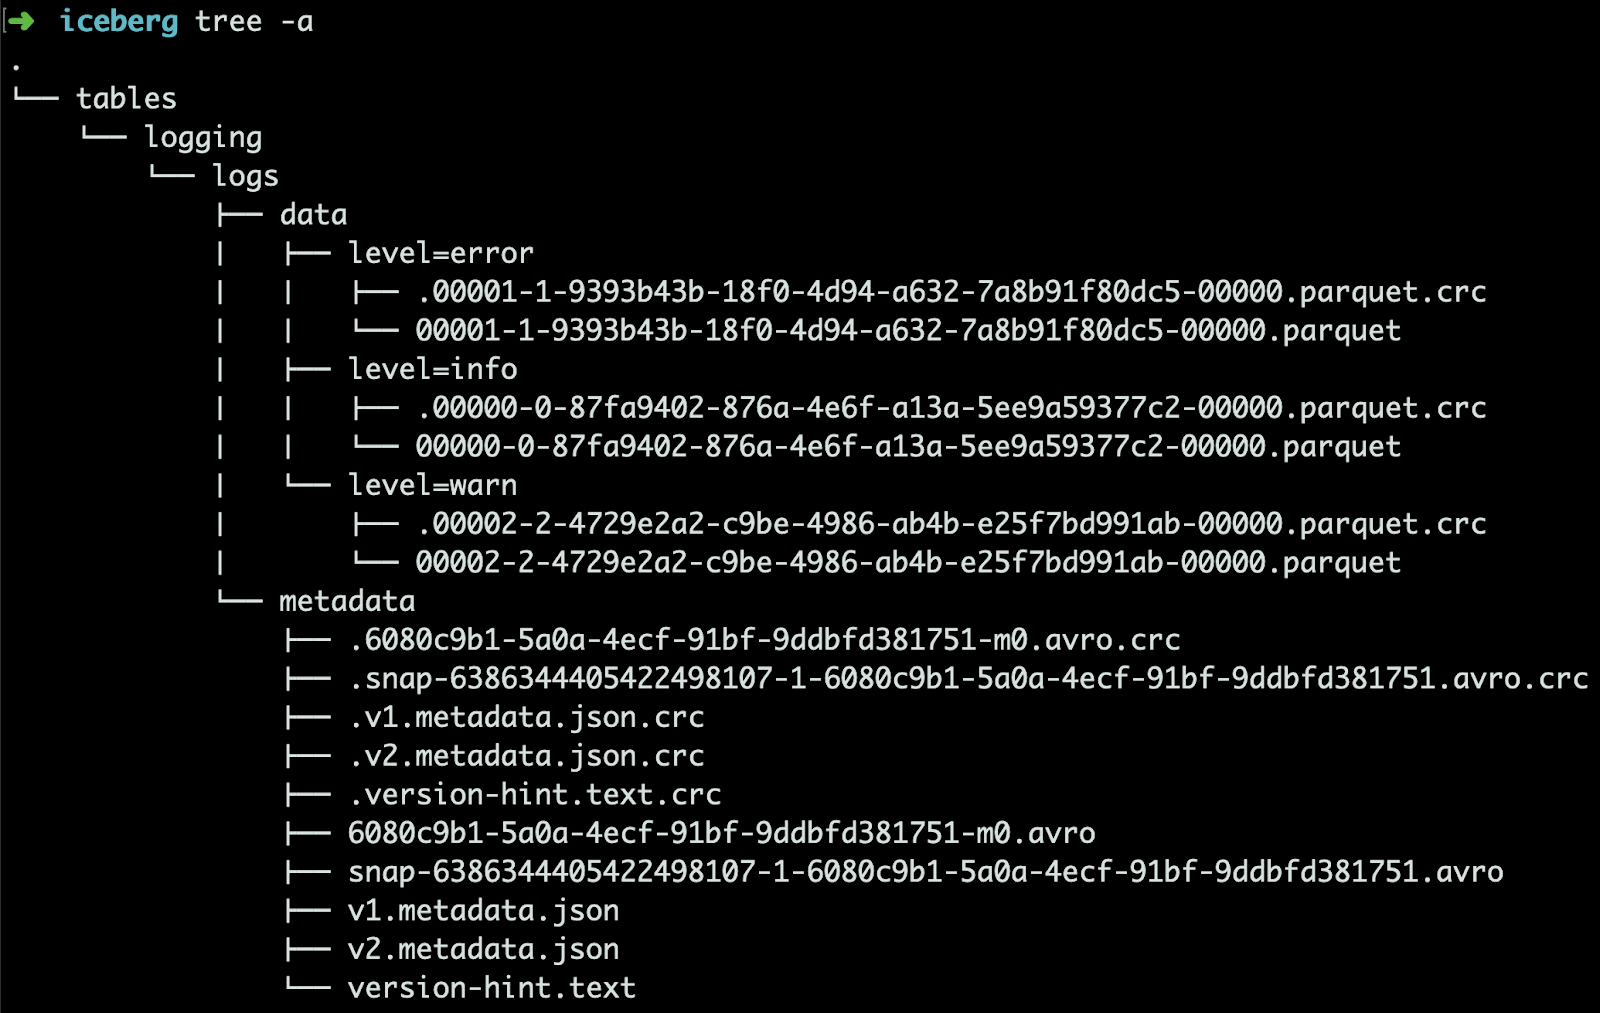 ➜ iceberg tree -a
.
└── tables
    └── logging
        └── logs
            ├── data
            │   ├── level=error
            │   │   ├── .00001-1-9393b43b-18f0-4d94-a632-7a8b91f80dc5-00000.parquet.crc
            │   │   └── 00001-1-9393b43b-18f0-4d94-a632-7a8b91f80dc5-00000.parquet
            │   ├── level=info
            │   │   ├── .00000-0-87fa9402-876a-4e6f-a13a-5ee9a59377c2-00000.parquet.crc
            │   │   └── 00000-0-87fa9402-876a-4e6f-a13a-5ee9a59377c2-00000.parquet
            │   └── level=warn
            │       ├── .00002-2-4729e2a2-c9be-4986-ab4b-e25f7bd991ab-00000.parquet.crc
            │       └── 00002-2-4729e2a2-c9be-4986-ab4b-e25f7bd991ab-00000.parquet
            └── metadata
                ├── .6080c9b1-5a0a-4ecf-91bf-9ddbfd381751-m0.avro.crc
                ├── .snap-6386344405422498107-1-6080c9b1-5a0a-4ecf-91bf-9ddbfd381751.avro.crc
                ├── .v1.metadata.json.crc
                ├── .v2.metadata.json.crc
                ├── .version-hint.text.crc
                ├── 6080c9b1-5a0a-4ecf-91bf-9ddbfd381751-m0.avro
                ├── snap-6386344405422498107-1-6080c9b1-5a0a-4ecf-91bf-9ddbfd381751.avro
                ├── v1.metadata.json
                ├── v2.metadata.json
                └── version-hint.text